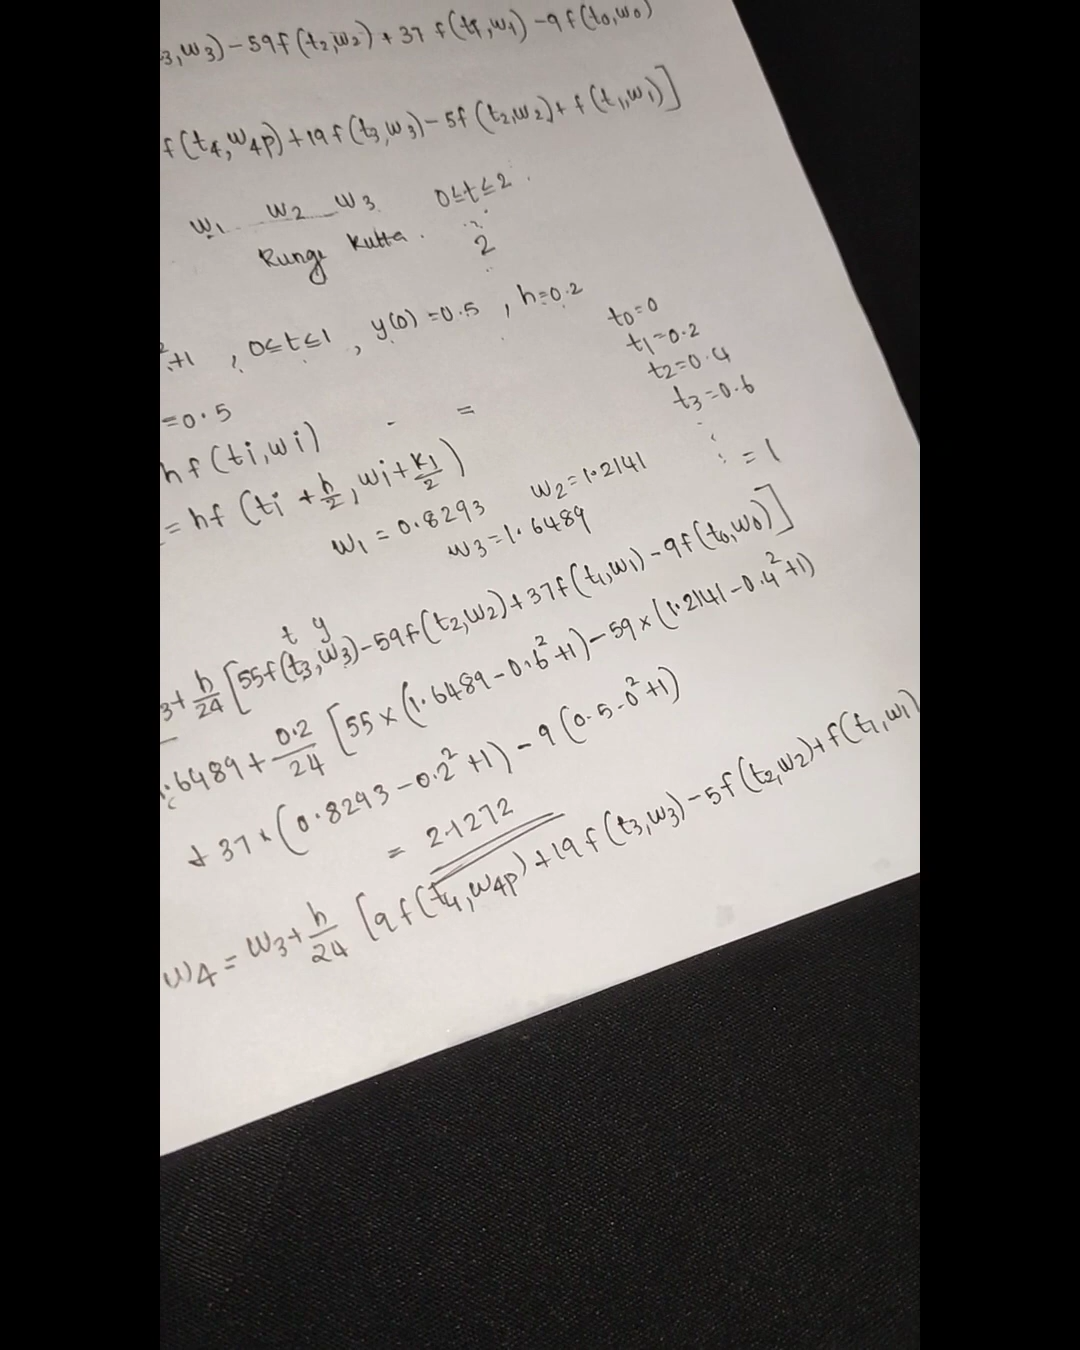 3,w3)-59f(t2,w2)+37 f(t1,w1)-9f(t0,w0)
f(t4,w4p)+19f(t3,w3)-5f(t2,w2)+f(t1,w1)]
w1 w2 w3 0≤t≤2
Runge Kutta. 2
²+1 , 0≤t≤1 , y(0)=0.5 , h=0.2
t0=0
t1=0.2
t2=0.4
t3=0.6
=1
=0.5
hf(ti,wi) =
=hf(ti+h/2,wi+k1/2)
w1=0.8293 w2=1.2141
w3=1.6489
t y
3+h/24[55f(t3,w3)-59f(t2,w2)+37f(t1,w1)-9f(t0,w0)]
1.6489+0.2/24[55×(1.6489-0.6²+1)-59×(1.2141-0.4²+1)
+37×(0.8293-0.2²+1)-9(0.5-0²+1)
=2.1272
w4=w3+h/24[9f(t4,w4p)+19f(t3,w3)-5f(t2,w2)+f(t1,w1)